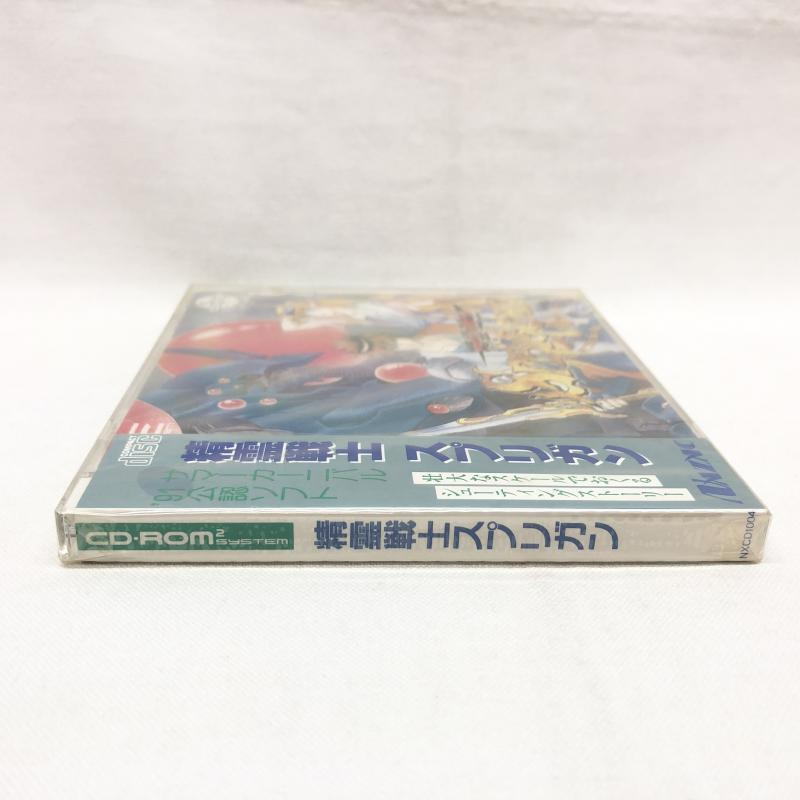 COMPACT
disc
精霊戦士 スプリガン
サマーカーニバル
'91公認ソフト
壮大なスケールでおくる
シューティングストーリー
NAXAT
CD-ROM2
SYSTEM
精霊戦士スプリガン
NXCD1004